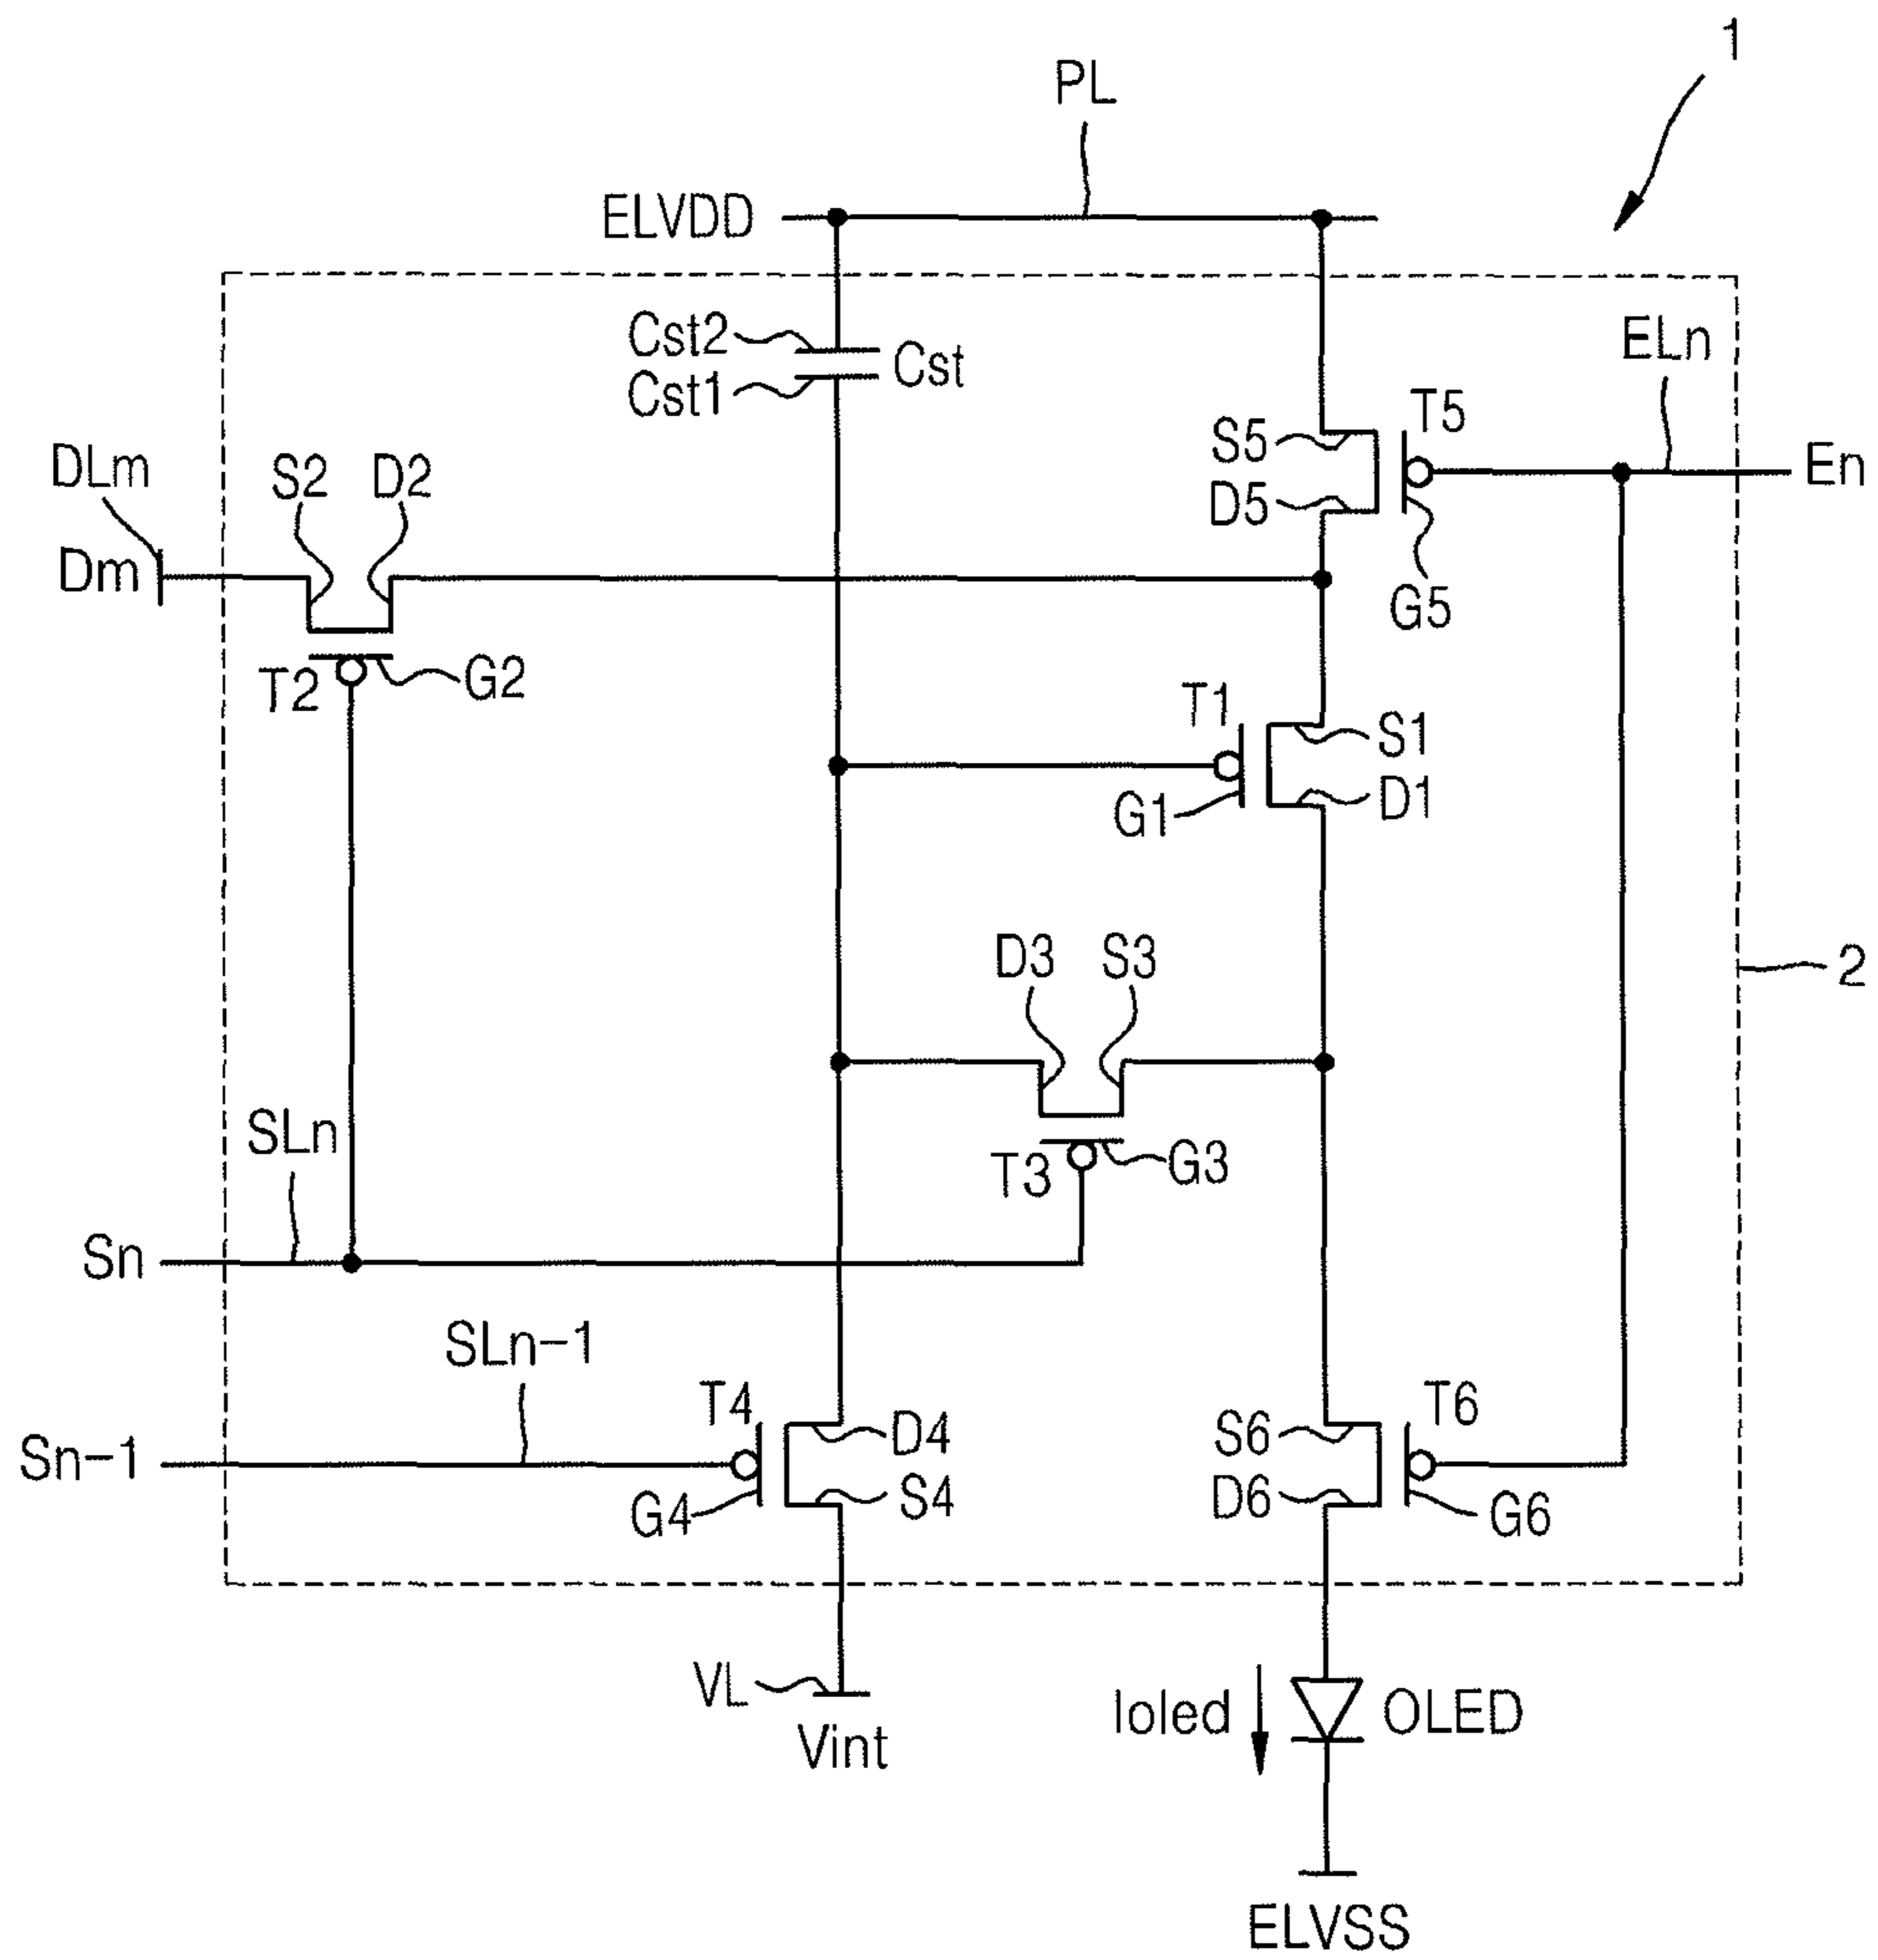 1
PL
ELVDD
Cst2
Cst
Cst1
ELn
T5
S5
En
D5
G5
DLm
S2
D2
Dm
T2
G2
T1
S1
G1
D1
D3
S3
2
SLn
T3
G3
Sn
SLn-1
T4
D4
S6
T6
Sn-1
G4
S4
D6
G6
VL
Vint
Ioled
OLED
ELVSS